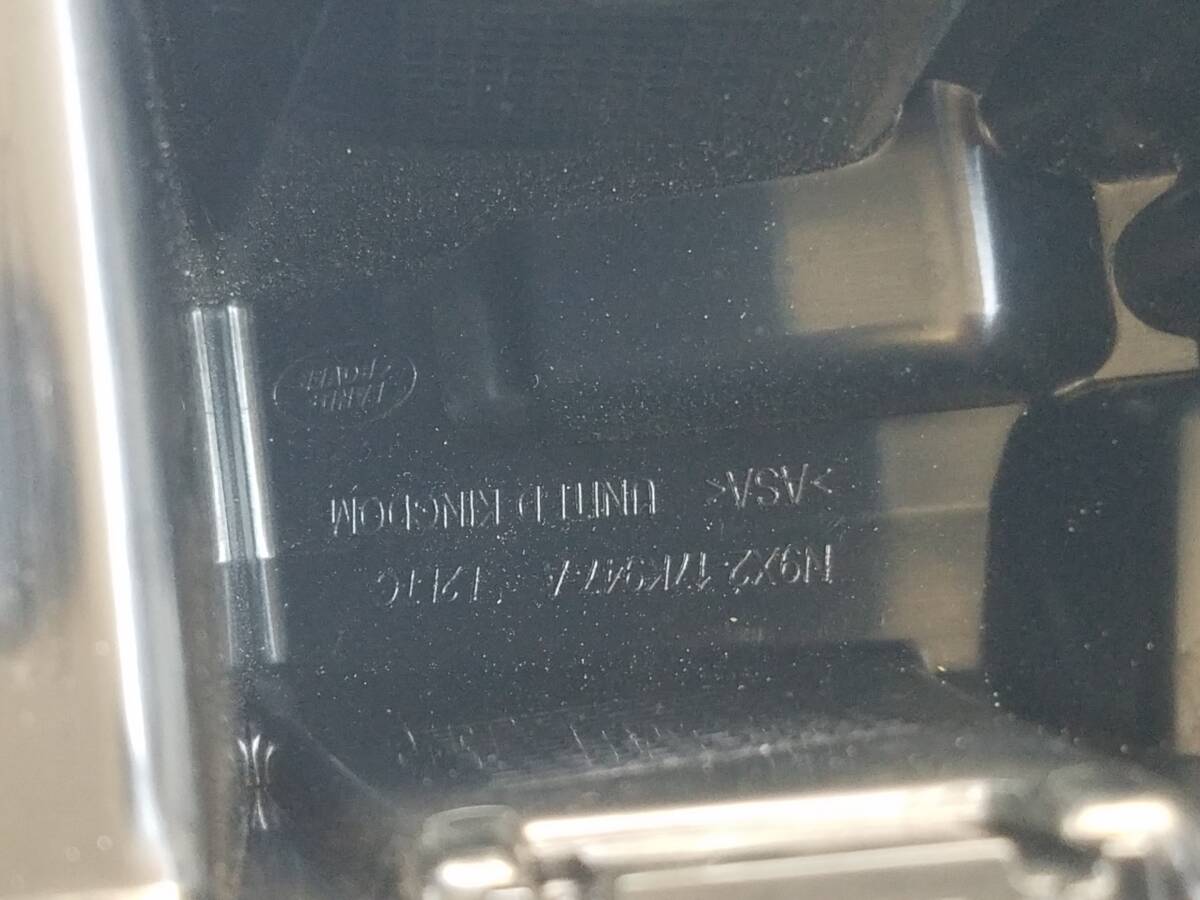 N9X2-17K947-A
>ASA< UNITED KINGDOM
LAND
ROVER